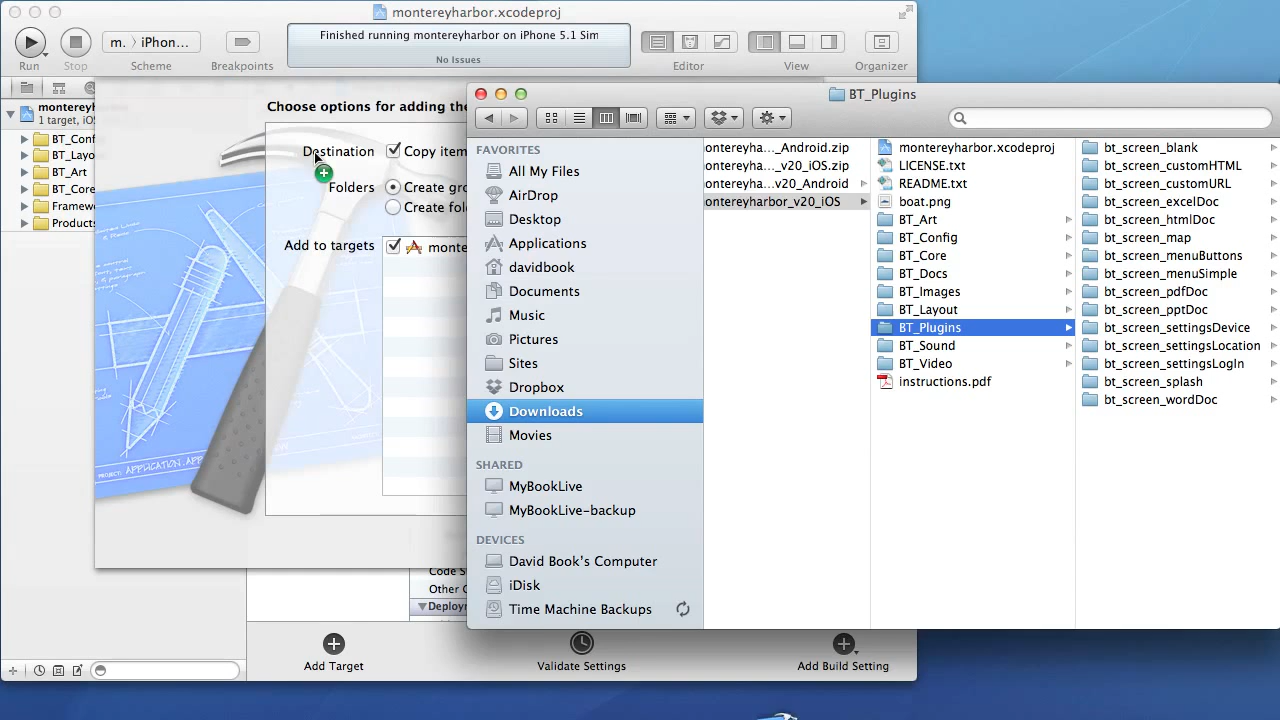 montereyharbor.xcodeproj
m. iPhon...
Finished running montereyharbor on iPhone 5.1 Sim
No Issues
Run
Stop
Scheme
Breakpoints
Editor
View
Organizer
1 target, iOS
BT_Art
BT_Core
Products
Choose options for adding the
Destination
Copy item
Folders
Create gro
Create fol
Add to targets
monte
PROJECT: APPLICATION.APP
Code S
Other C
Deployn
Add Target
Validate Settings
Add Build Setting
BT_Plugins
FAVORITES
All My Files
AirDrop
Desktop
Applications
davidbook
Documents
Music
Pictures
Sites
Dropbox
Downloads
Movies
SHARED
MyBookLive
MyBookLive-backup
DEVICES
David Book's Computer
iDisk
Time Machine Backups
ontereyha..._Android.zip
ontereyha..._v20_iOS.zip
ontereyha...v20_Android
ontereyharbor_v20_iOS
montereyharbor.xcodeproj
LICENSE.txt
README.txt
boat.png
BT_Art
BT_Config
BT_Core
BT_Docs
BT_Images
BT_Layout
BT_Plugins
BT_Sound
BT_Video
instructions.pdf
bt_screen_blank
bt_screen_customHTML
bt_screen_customURL
bt_screen_excelDoc
bt_screen_htmlDoc
bt_screen_map
bt_screen_menuButtons
bt_screen_menuSimple
bt_screen_pdfDoc
bt_screen_pptDoc
bt_screen_settingsDevice
bt_screen_settingsLocation
bt_screen_settingsLogIn
bt_screen_splash
bt_screen_wordDoc